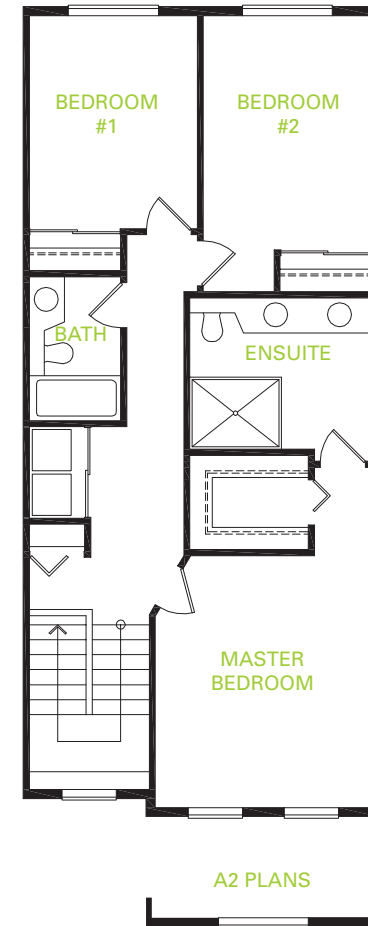 BEDROOM
#1
BEDROOM
#2
BATH
ENSUITE
MASTER
BEDROOM
A2 PLANS